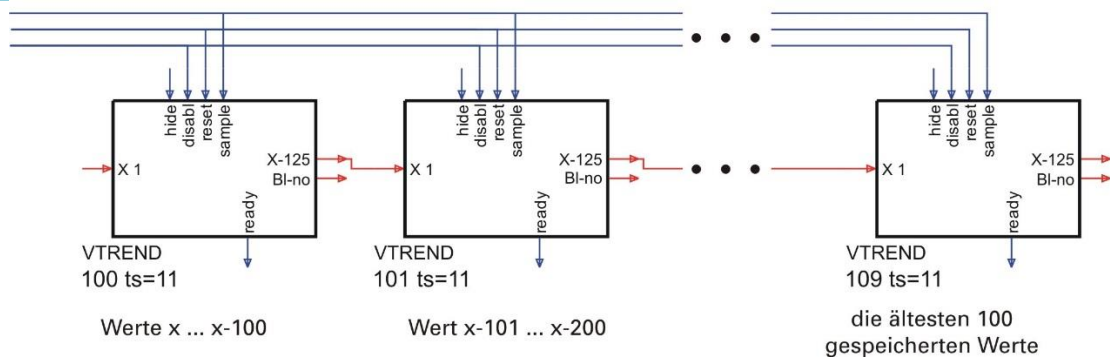 hide
disabl
reset
sample
X 1
X-125
Bl-no
ready
VTREND
100 ts=11
Werte x ... x-100
hide
disabl
reset
sample
X 1
X-125
Bl-no
ready
VTREND
101 ts=11
Wert x-101 ... x-200
hide
disabl
reset
sample
X 1
X-125
Bl-no
ready
VTREND
109 ts=11
die ältesten 100
gespeicherten Werte